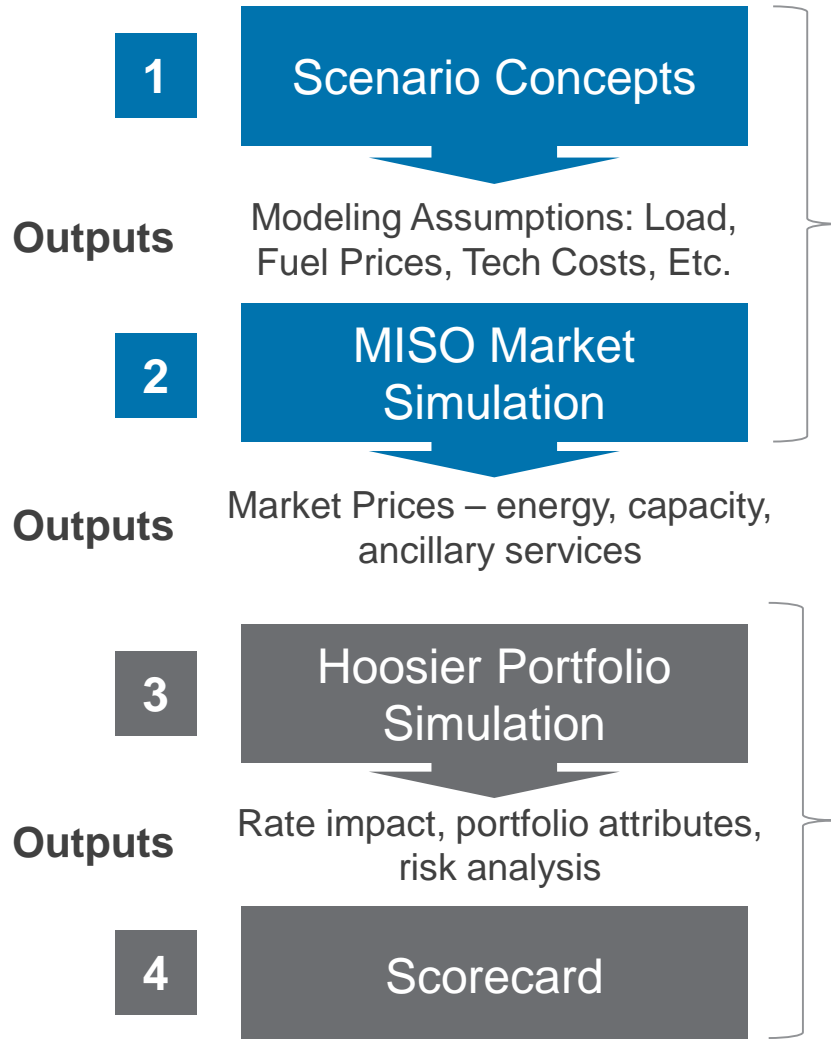 1
Scenario Concepts
Outputs
Modeling Assumptions: Load,
Fuel Prices, Tech Costs, Etc.
2
MISO Market
Simulation
Outputs
Market Prices – energy, capacity,
ancillary services
3
Hoosier Portfolio
Simulation
Outputs
Rate impact, portfolio attributes,
risk analysis
4
Scorecard